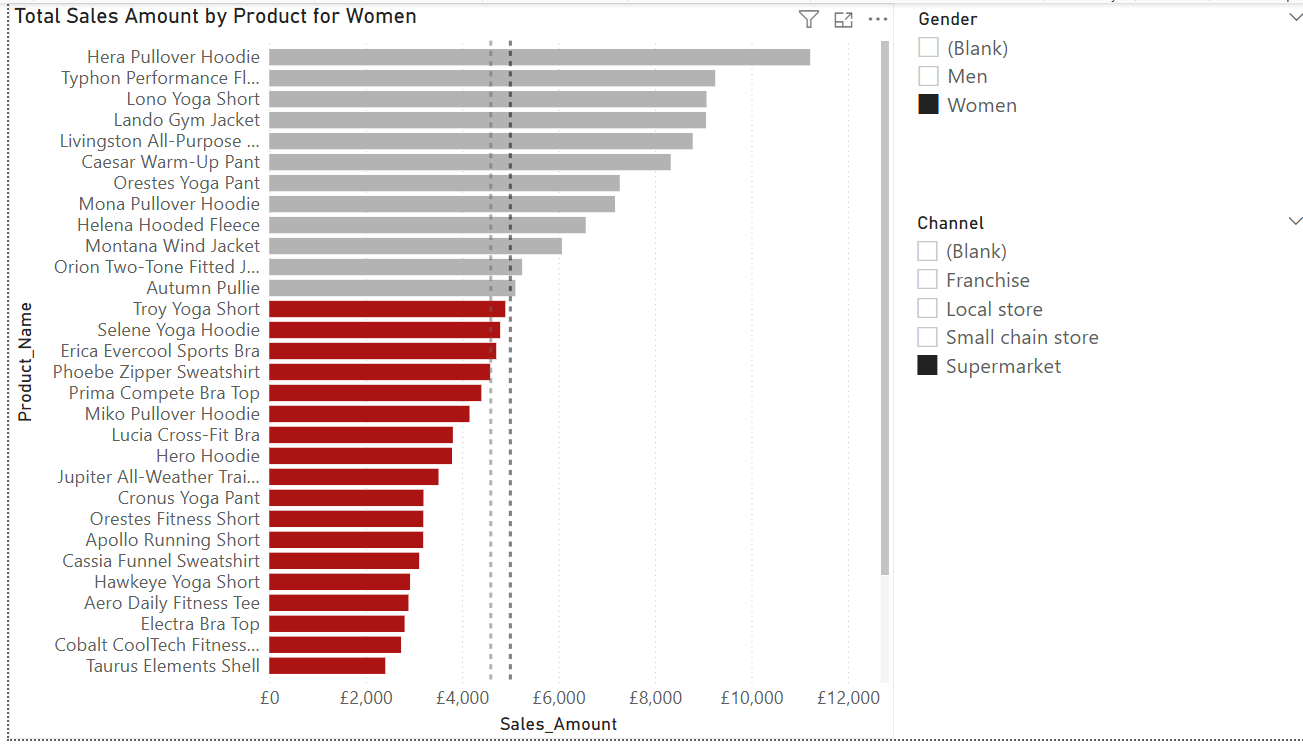 Total Sales Amount by Product for Women
Hera Pullover Hoodie
Typhon Performance Fl...
Lono Yoga Short
Lando Gym Jacket
Livingston All-Purpose ...
Caesar Warm-Up Pant
Orestes Yoga Pant
Mona Pullover Hoodie
Helena Hooded Fleece
Montana Wind Jacket
Orion Two-Tone Fitted J...
Autumn Pullie
Troy Yoga Short
Selene Yoga Hoodie
Erica Evercool Sports Bra
Phoebe Zipper Sweatshirt
Prima Compete Bra Top
Miko Pullover Hoodie
Lucia Cross-Fit Bra
Hero Hoodie
Jupiter All-Weather Trai...
Cronus Yoga Pant
Orestes Fitness Short
Apollo Running Short
Cassia Funnel Sweatshirt
Hawkeye Yoga Short
Aero Daily Fitness Tee
Electra Bra Top
Cobalt CoolTech Fitness...
Taurus Elements Shell
Product_Name
£0 £2,000 £4,000 £6,000 £8,000 £10,000 £12,000
Sales_Amount
Gender
(Blank)
Men
Women
Channel
(Blank)
Franchise
Local store
Small chain store
Supermarket